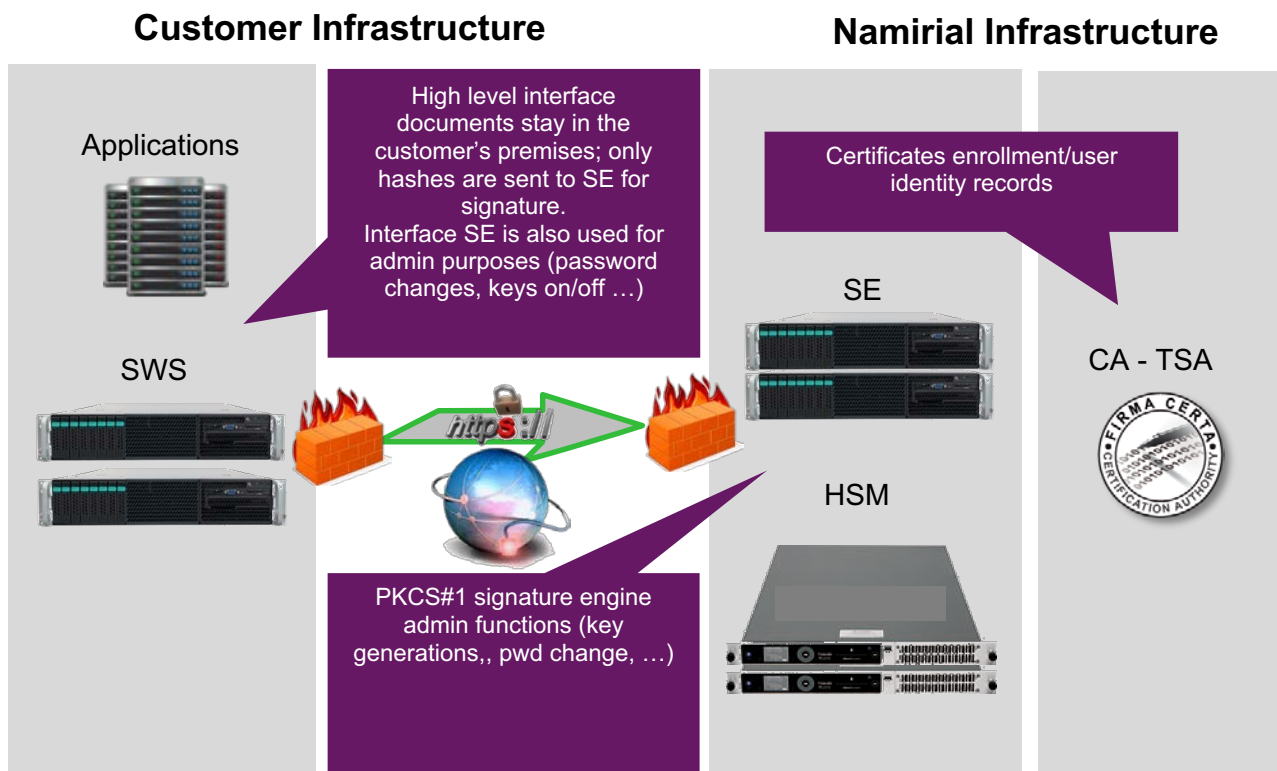 Customer Infrastructure
Namirial Infrastructure
Applications
High level interface
documents stay in the
customer's premises; only
hashes are sent to SE for
signature.
Interface SE is also used for
admin purposes (password
changes, keys on/off …)
Certificates enrollment/user
identity records
SWS
SE
CA - TSA
https://
FIRMA CERTA
CERTIFICATION AUTHORITY
HSM
PKCS#1 signature engine
admin functions (key
generations,, pwd change, …)